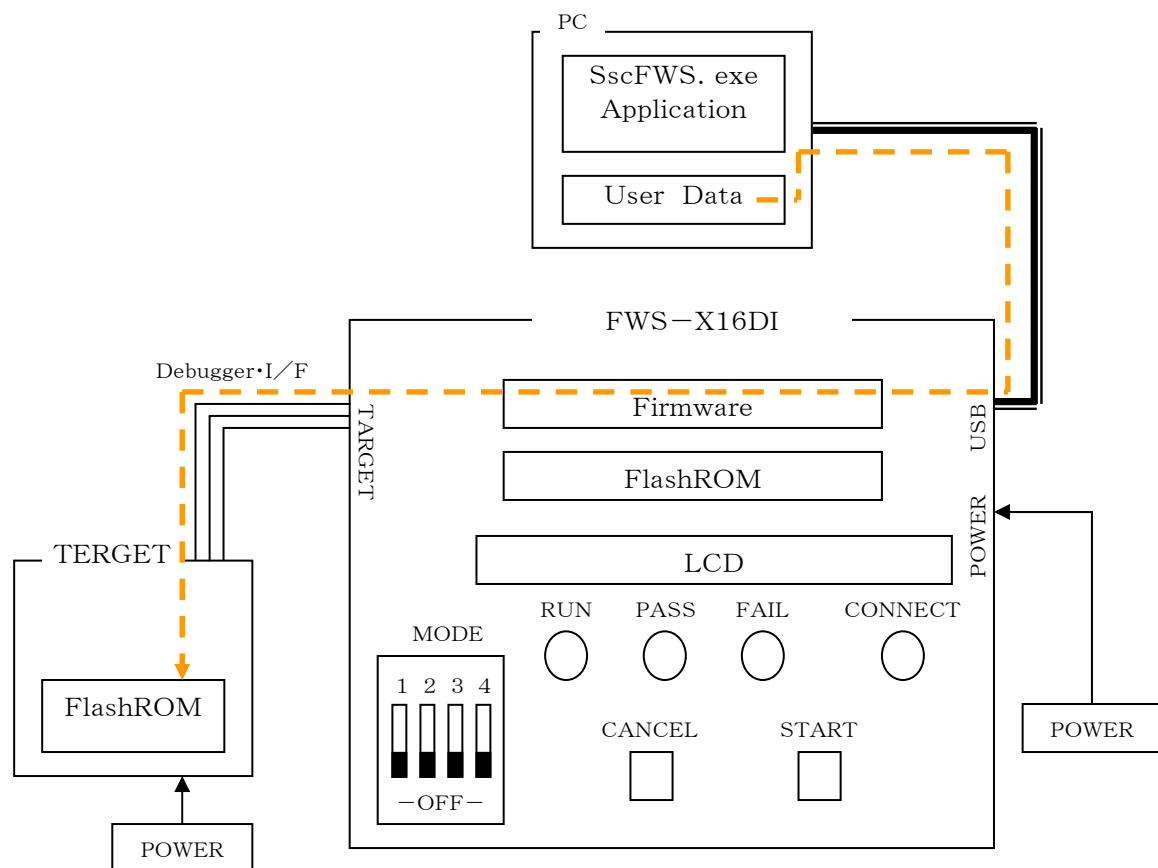 PC
SscFWS. exe
Application
User Data
FWS－X16DI
Debugger・I／F
Firmware
TARGET
USB
FlashROM
POWER
TERGET
LCD
RUN
PASS
FAIL
CONNECT
MODE
1 2 3 4
－OFF－
FlashROM
CANCEL
START
POWER
POWER